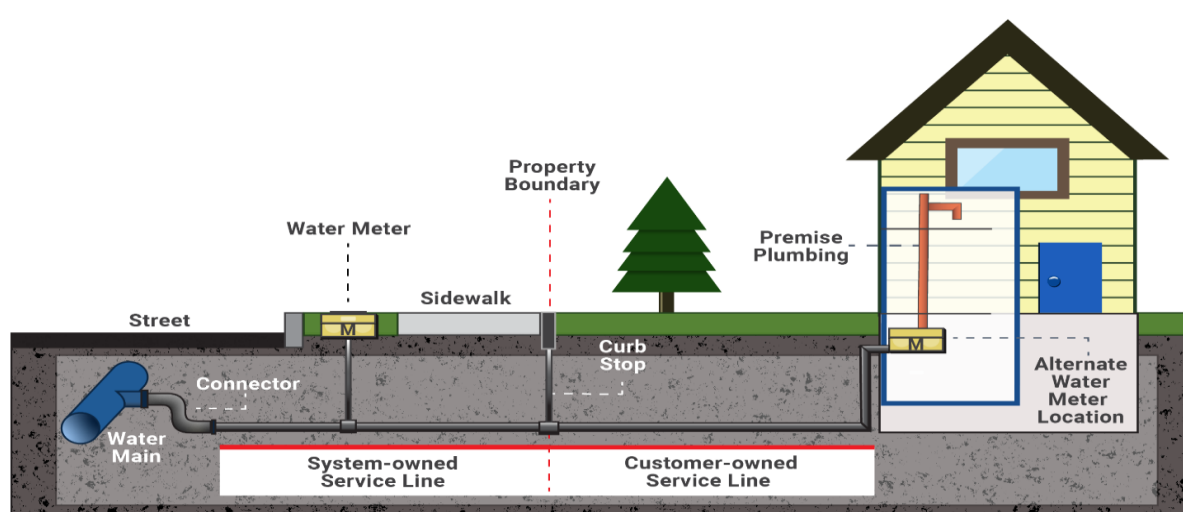 Property
Boundary
Water Meter
Premise
Plumbing
Sidewalk
Street
M
M
Curb
Stop
Connector
Alternate
Water
Meter
Location
Water
Main
System-owned
Service Line
Customer-owned
Service Line